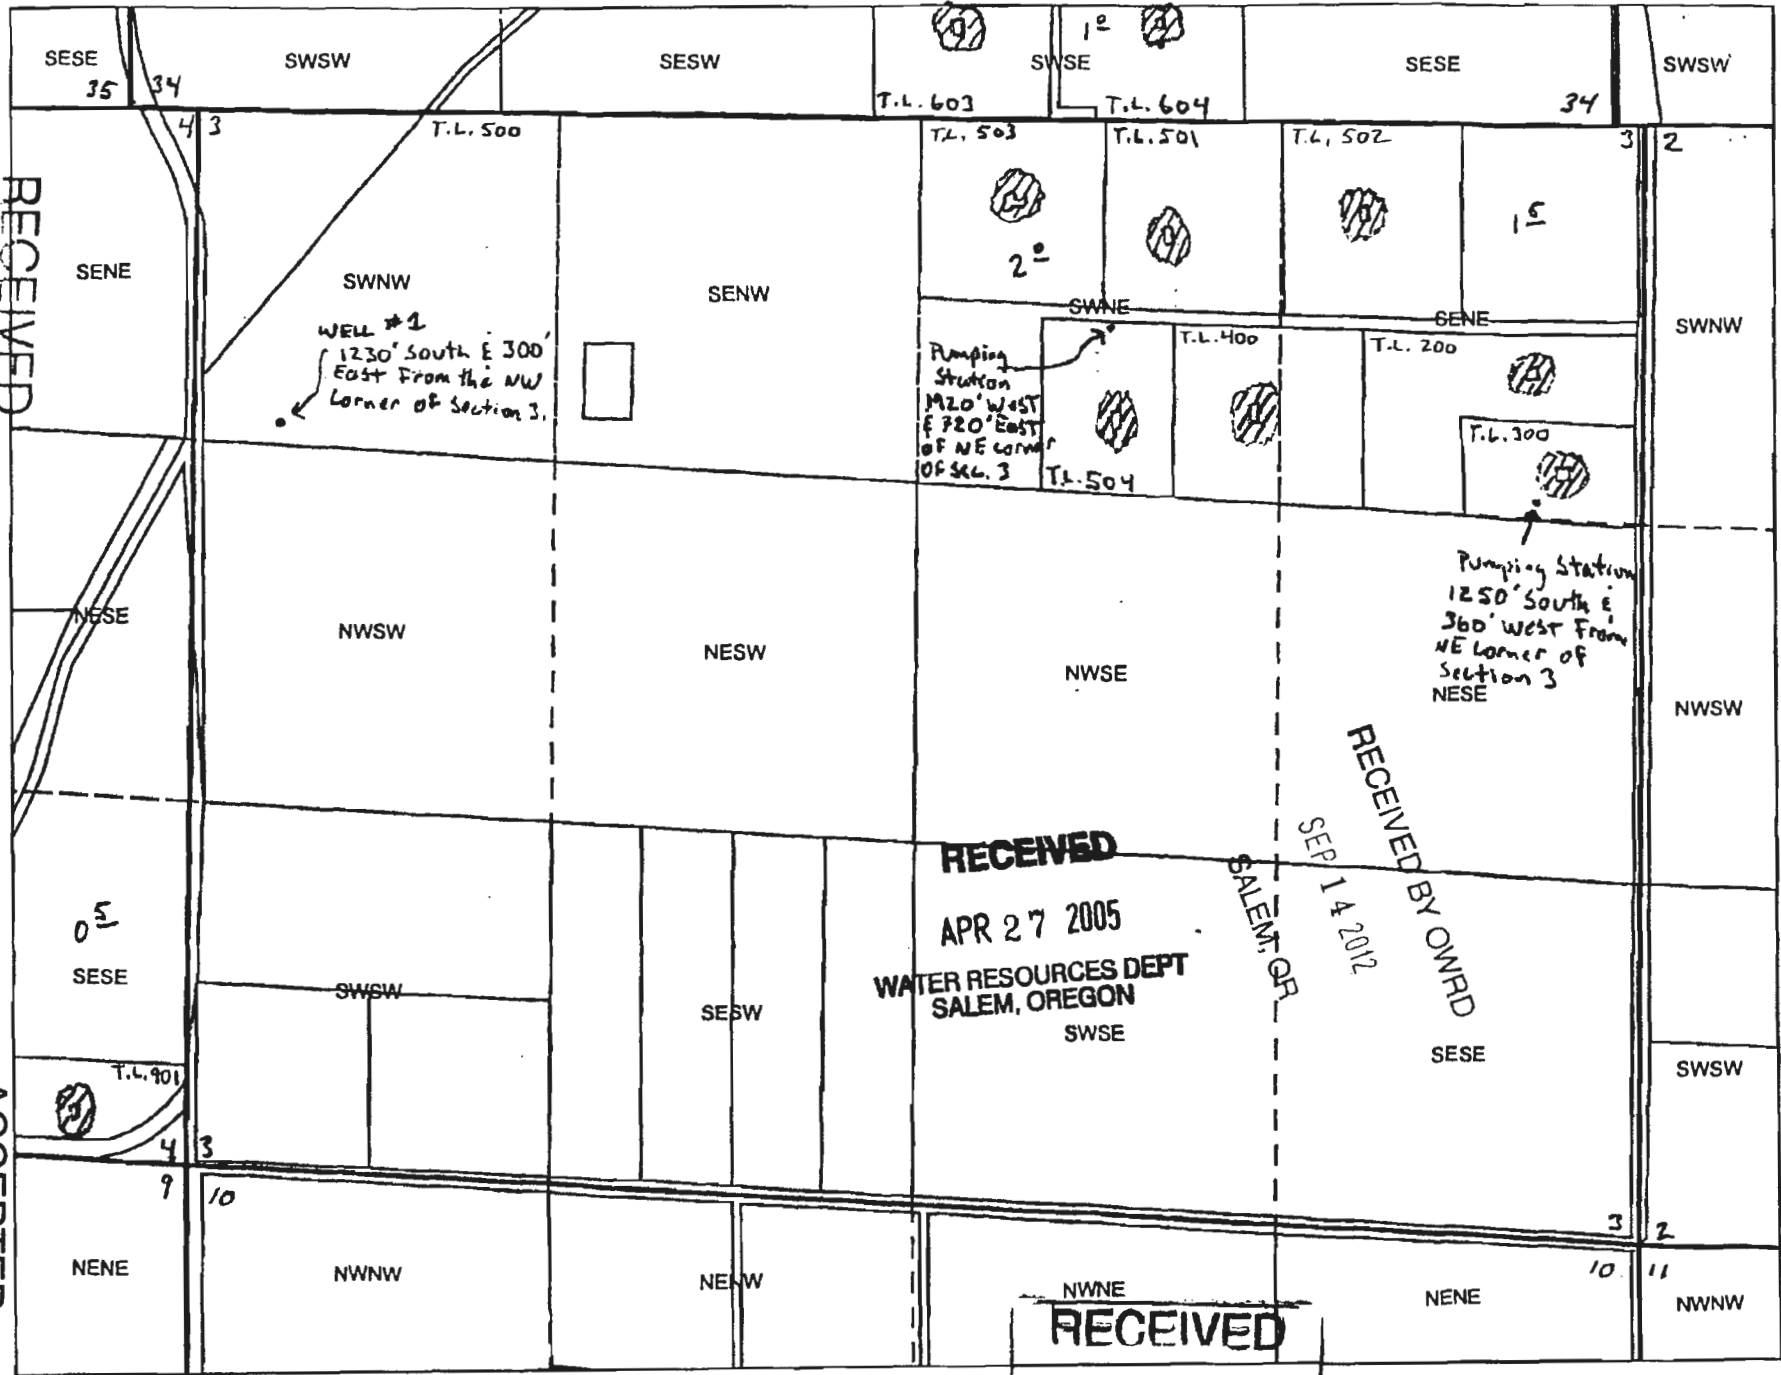 SESE
SWSW
SESW
SWSE
1º
SESE
SWSW
35
34
T.L. 603
T.L. 604
34
4
3
T.L. 500
T.L. 503
T.L. 501
T.L. 502
3
2
RECEIVED
SENE
SWNW
SENW
2º
1 5
SWNE
SENE
SWNW
WELL #1
1230' South & 300'
East From the NW
Corner of Section 3.
Pumping
Station
1420' West
& 720' East
OF NE corner
OF Sec. 3
T.L. 400
T.L. 200
T.L. 300
T.L. 504
Pumping Station
1250' South &
360' West From
NE Corner of
Section 3
NESE
NWSW
NESW
NWSE
NESE
NWSW
RECEIVED
APR 27 2005
WATER RESOURCES DEPT
SALEM, OREGON
RECEIVED BY OWRD
SEP 14 2012
SALEM, OR
0 5
SESE
SWSW
SESW
SWSE
SESE
SWSW
T.L. 901
4
3
9
10
3
2
10
11
NENE
NWNW
NENW
NWNE
NENE
NWNW
RECEIVED